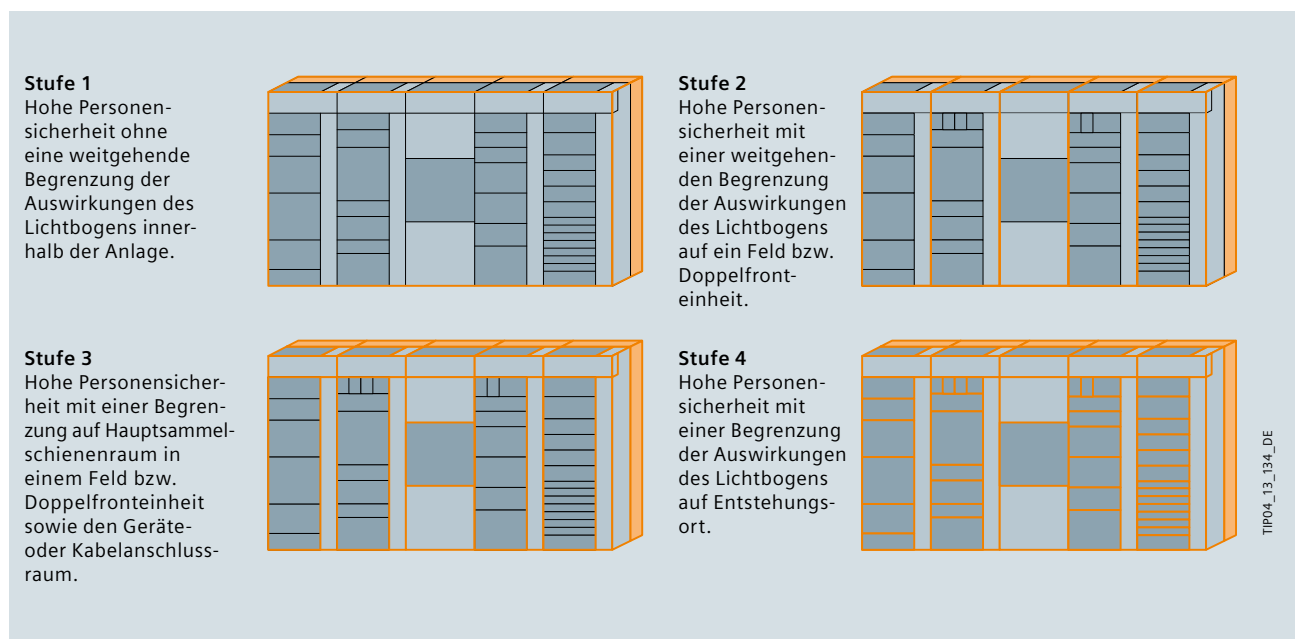 Stufe 1
Hohe Personen-
sicherheit ohne
eine weitgehende
Begrenzung der
Auswirkungen des
Lichtbogens inner-
halb der Anlage.
Stufe 2
Hohe Personen-
sicherheit mit
einer weitgehen-
den Begrenzung
der Auswirkungen
des Lichtbogens
auf ein Feld bzw.
Doppelfront-
einheit.
Stufe 3
Hohe Personensicher-
heit mit einer Begren-
zung auf Hauptsammel-
schienenraum in
einem Feld bzw.
Doppelfronteinheit
sowie den Geräte-
oder Kabelanschluss-
raum.
Stufe 4
Hohe Personen-
sicherheit mit
einer Begrenzung
der Auswirkungen
des Lichtbogens
auf Entstehungs-
ort.
TIP04_13_134_DE